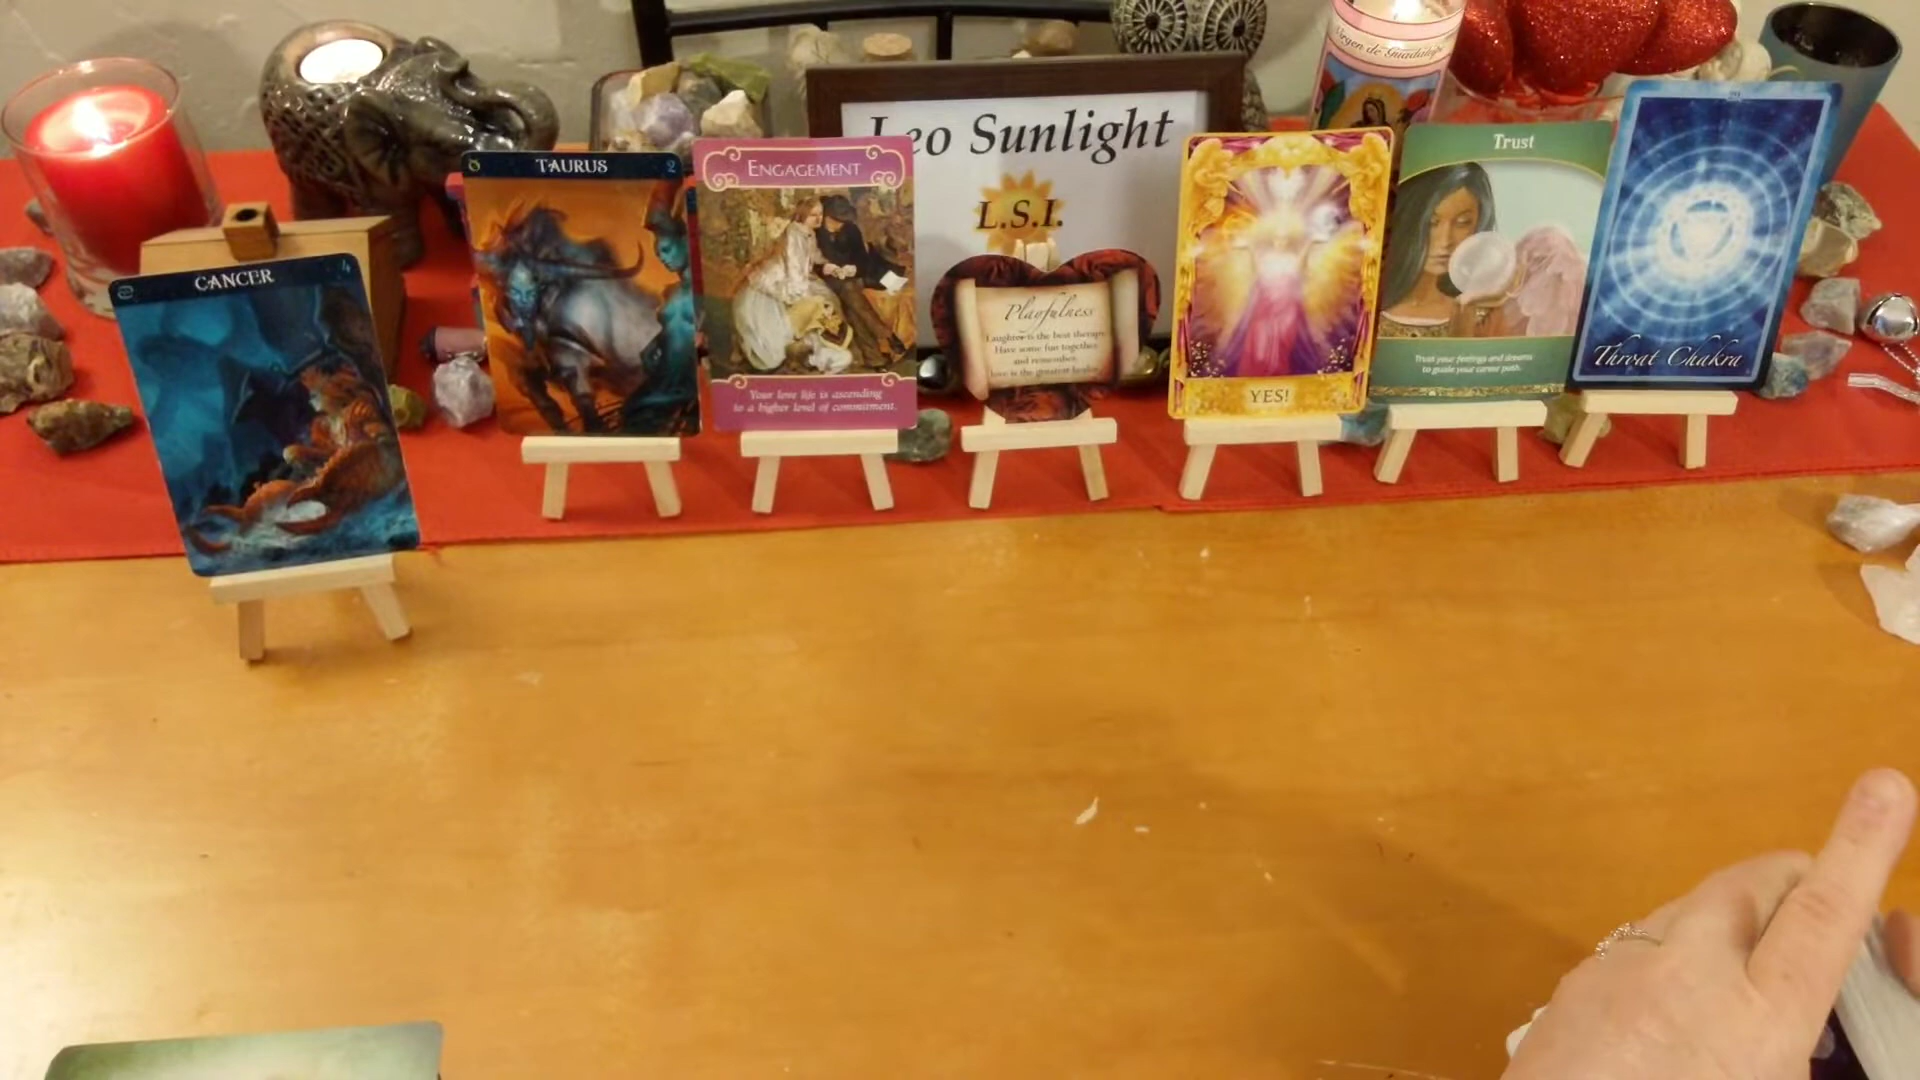 Virgen de Guadalupe
Leo Sunlight
L.S.I.
CANCER
4
TAURUS
2
ENGAGEMENT
Your love life is ascending
to a higher level of commitment.
Playfulness
Laughter is the best therapy.
Have some fun together,
and remember,
love is the greatest healer.
YES!
Trust
Trust your feelings and dreams
to guide your career path.
Throat Chakra